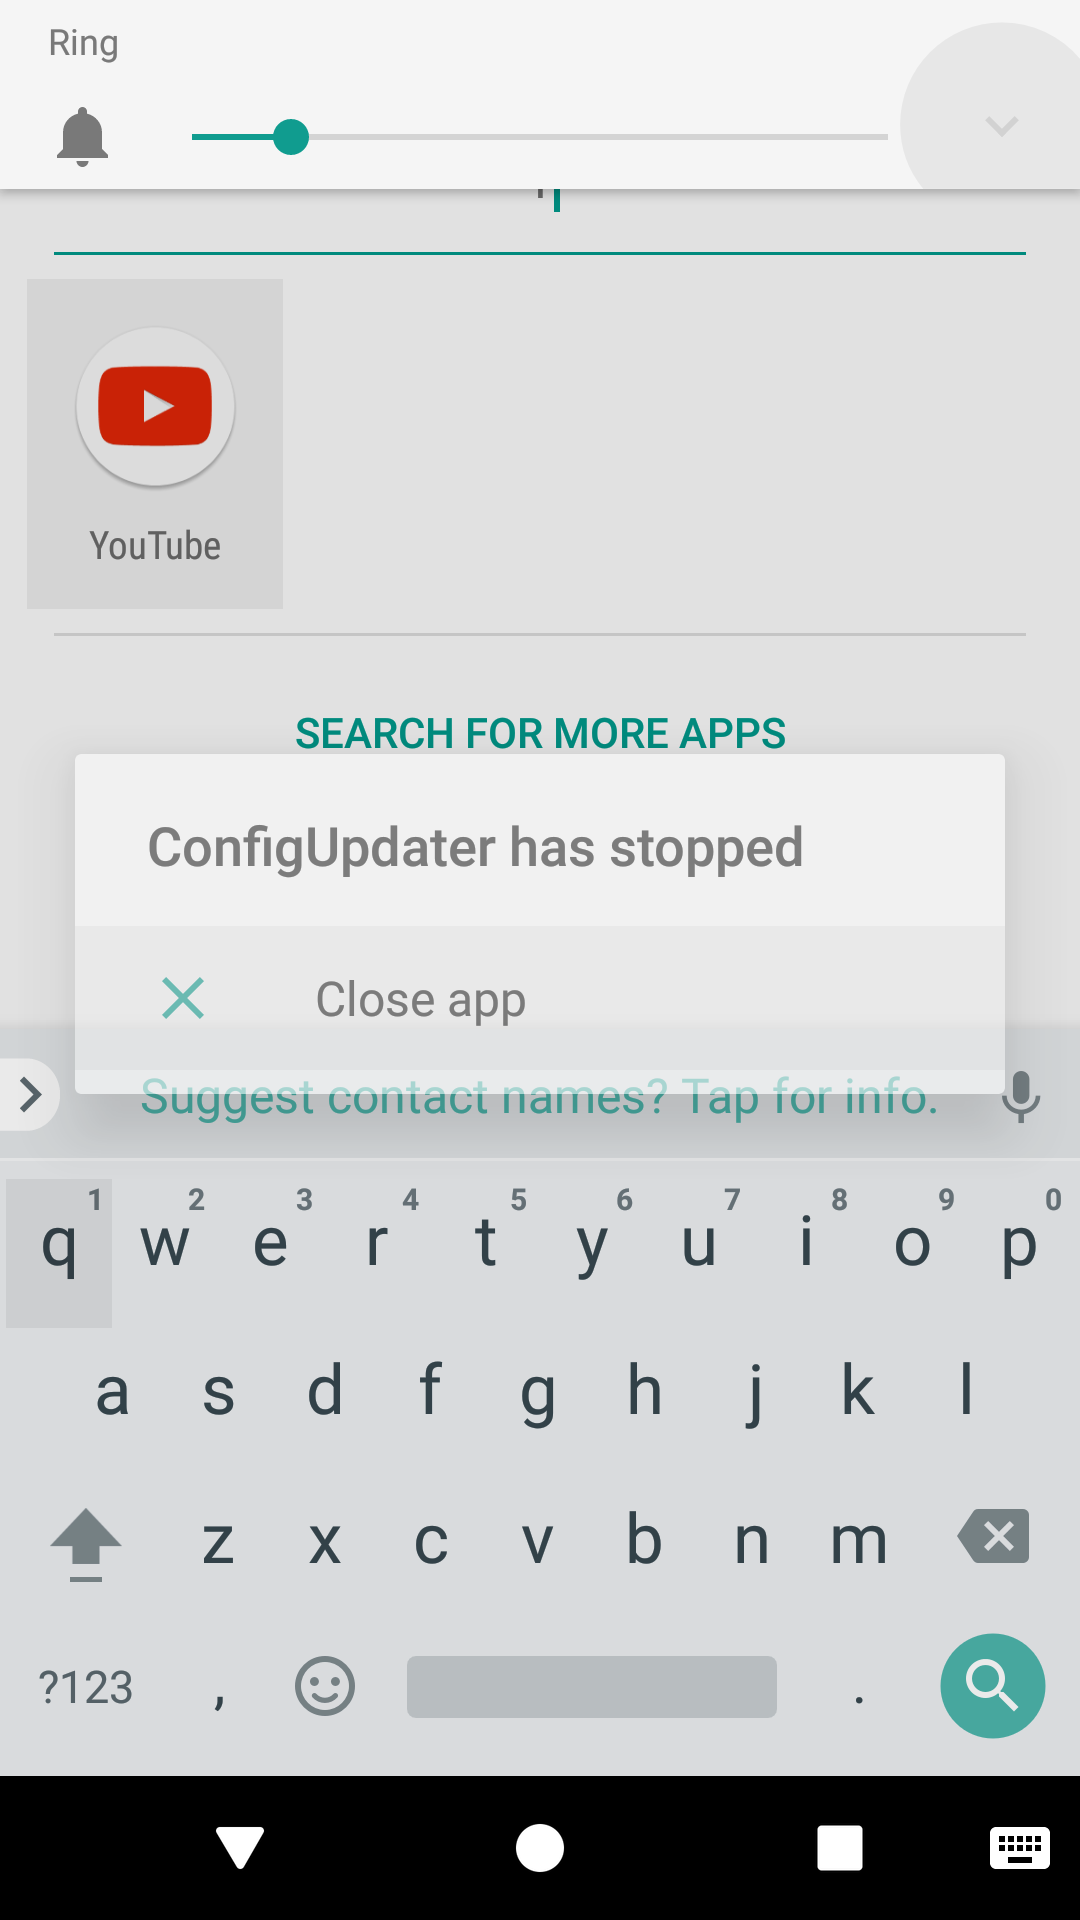 Ring
YouTube
SEARCH FOR MORE APPS
ConfigUpdater has stopped
Close app
Suggest contact names? Tap for info.
1 2 3 4 5 6 7 8 9 0
q w e r t y u i o p
a s d f g h j k l
z x c v b n m
?123 , .